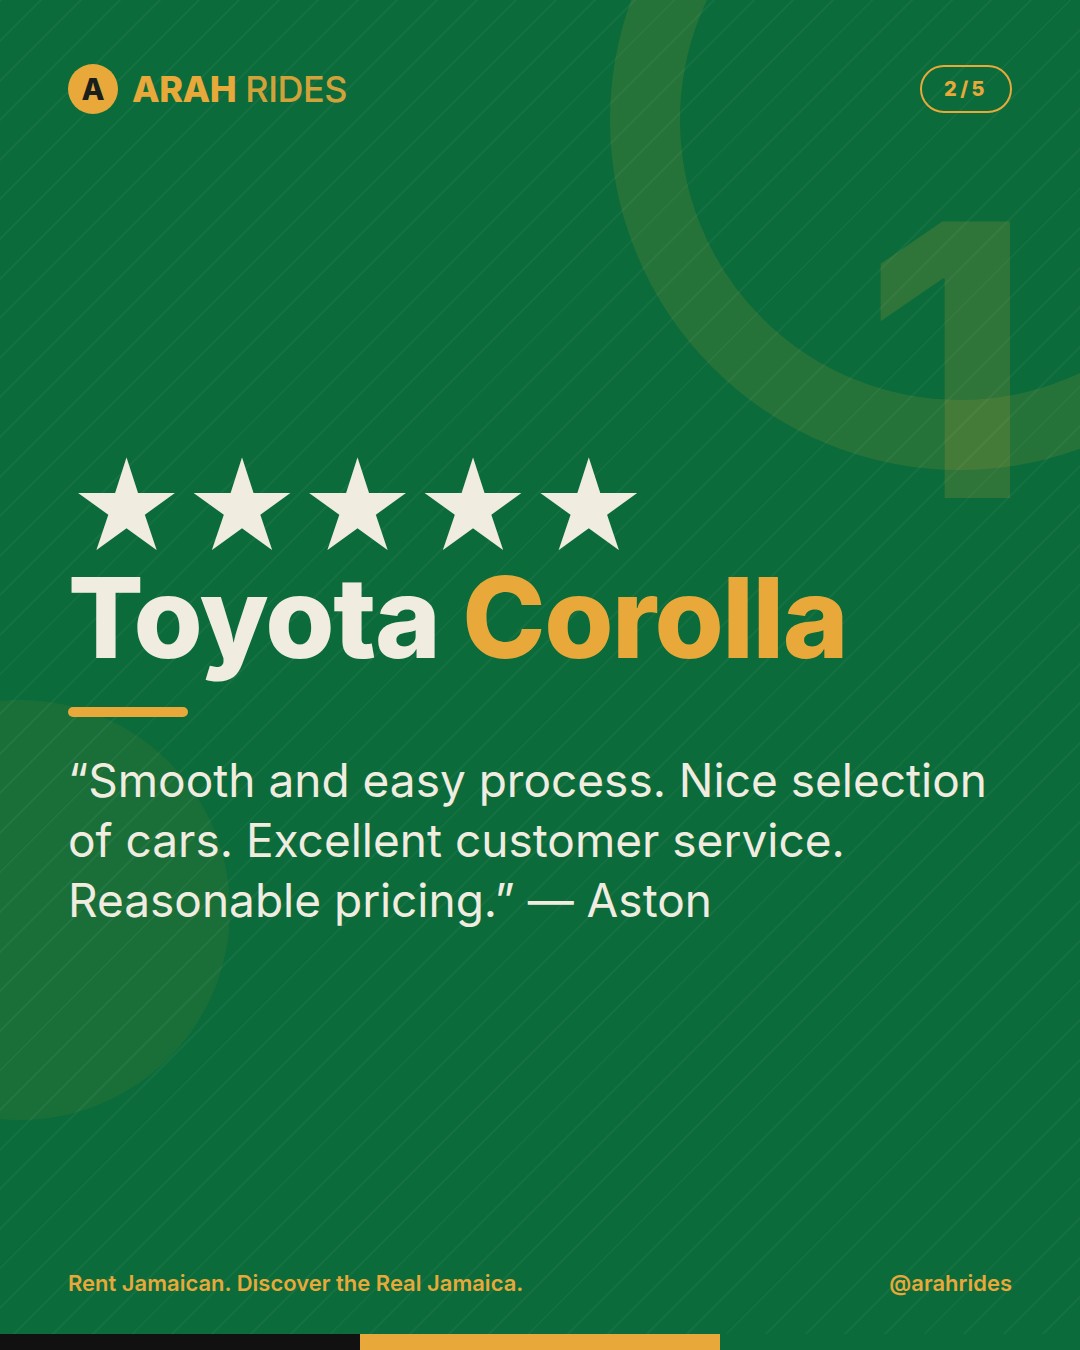 A ARAH RIDES
2/5
1
★★★★★
Toyota Corolla
“Smooth and easy process. Nice selection
of cars. Excellent customer service.
Reasonable pricing.” — Aston
Rent Jamaican. Discover the Real Jamaica.
@arahrides